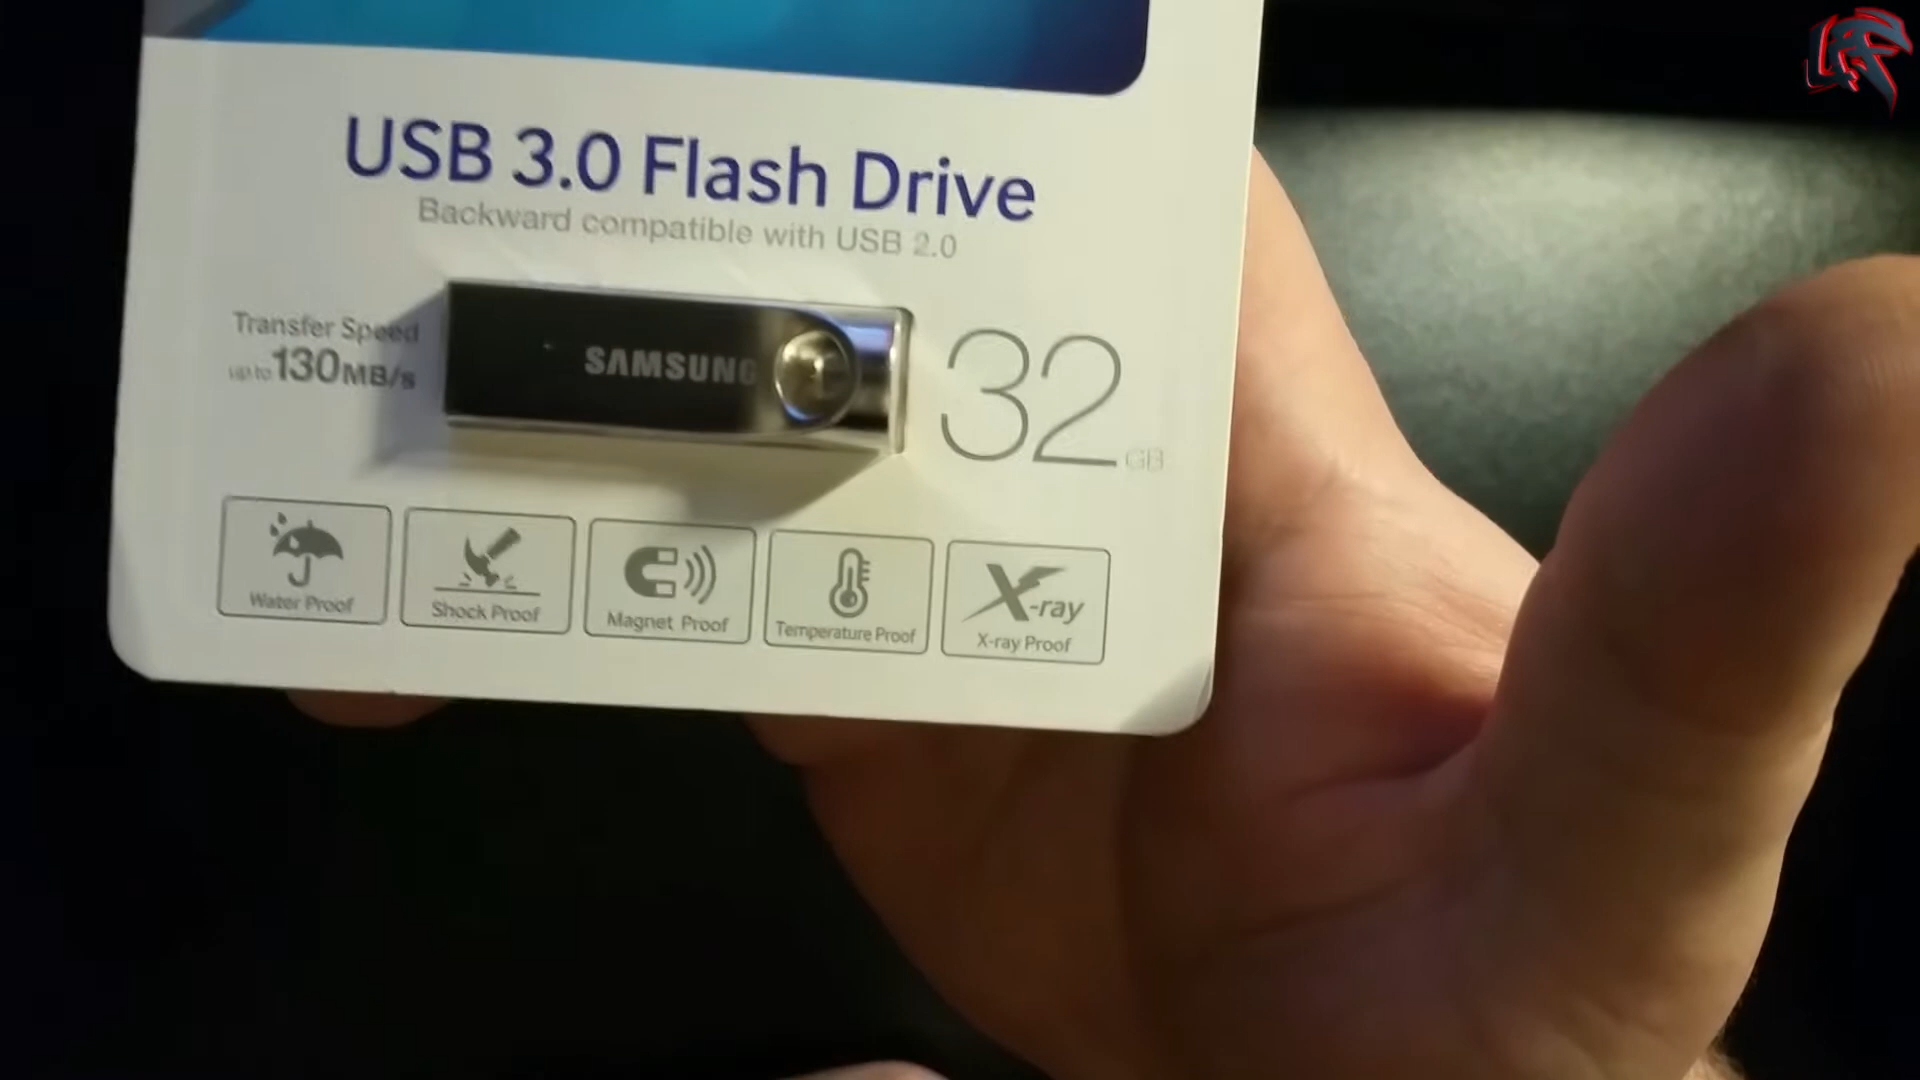 USB 3.0 Flash Drive
Backward compatible with USB 2.0
Transfer Speed
up to 130MB/s
SAMSUNG
32 GB
Water Proof
Shock Proof
Magnet Proof
Temperature Proof
X-ray
X-ray Proof